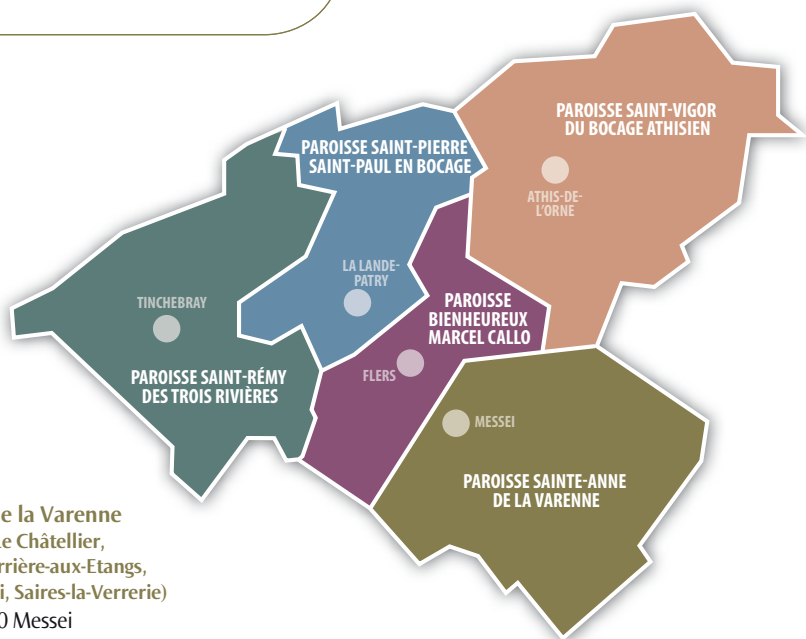 PAROISSE SAINT-VIGOR
DU BOCAGE ATHISIEN
ATHIS-DE-
L'ORNE
PAROISSE SAINT-PIERRE
SAINT-PAUL EN BOCAGE
LA LANDE-
PATRY
TINCHEBRAY
PAROISSE SAINT-RÉMY
DES TROIS RIVIÈRES
PAROISSE
BIENHEUREUX
MARCEL CALLO
FLERS
MESSEI
PAROISSE SAINTE-ANNE
DE LA VARENNE
e la Varenne
Le Châtellier,
rrière-aux-Etangs,
i, Saires-la-Verrerie)
0 Messei